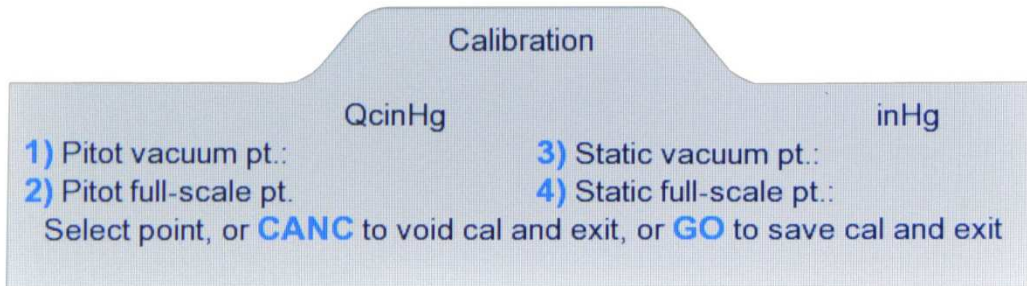 Calibration
QcinHg inHg
1) Pitot vacuum pt.: 3) Static vacuum pt.:
2) Pitot full-scale pt. 4) Static full-scale pt.:
Select point, or CANC to void cal and exit, or GO to save cal and exit